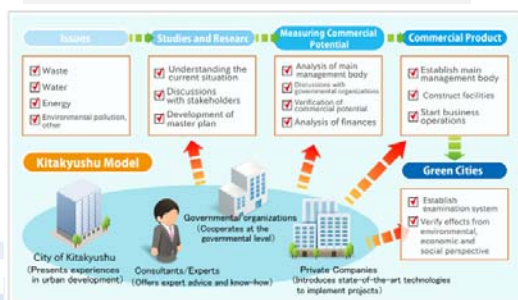 Issues
Studies and Researc
Measuring Commercial
Potential
Commercial Product
Waste
Water
Energy
Environmental pollution,
other
Understanding the
current situation
Discussions
with stakeholders
Development of
master plan
Analysis of main
management body
Discussions with
governmental organizations
Verification of
commercial potential
Analysis of finances
Establish main
management body
Construct facilities
Start business
operations
Kitakyushu Model
Green Cities
Establish
examination system
Verify effects from
environmental,
economic and
social perspective
City of Kitakyushu
(Presents experiences
in urban development)
Governmental organizations
(Cooperates at the
governmental level)
Consultants/Experts
(Offers expert advice and know-how)
Private Companies
(Introduces state-of-the-art technologies
to implement projects)